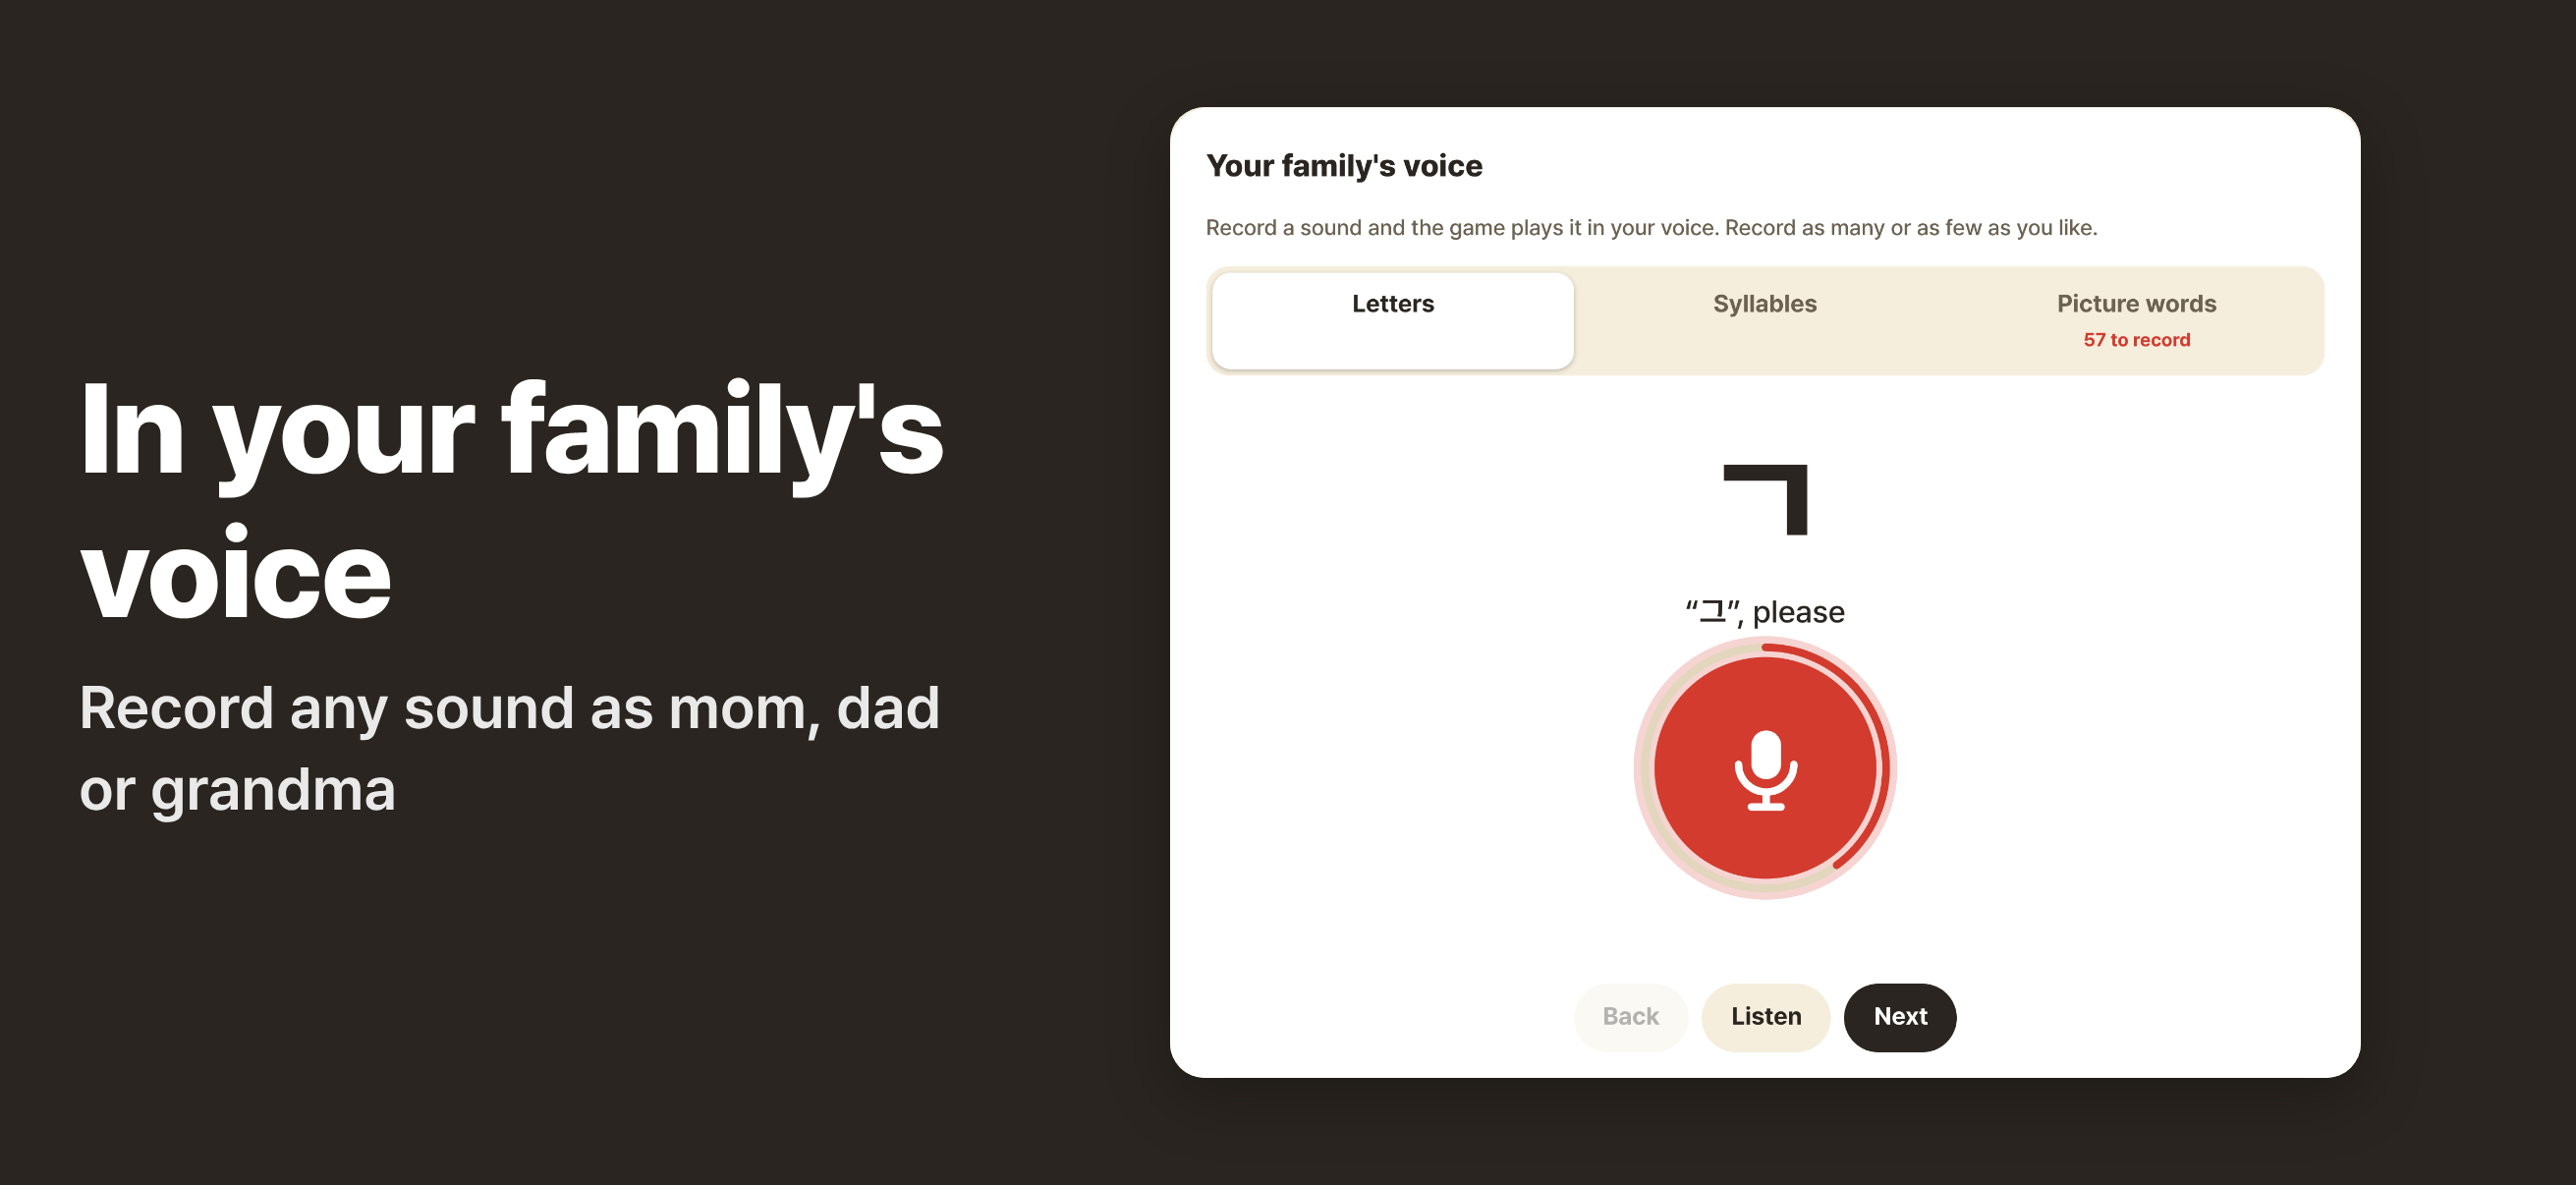 In your family's
voice
Record any sound as mom, dad
or grandma
Your family's voice
Record a sound and the game plays it in your voice. Record as many or as few as you like.
Letters
Syllables
Picture words
57 to record
ㄱ
“그”, please
Back
Listen
Next